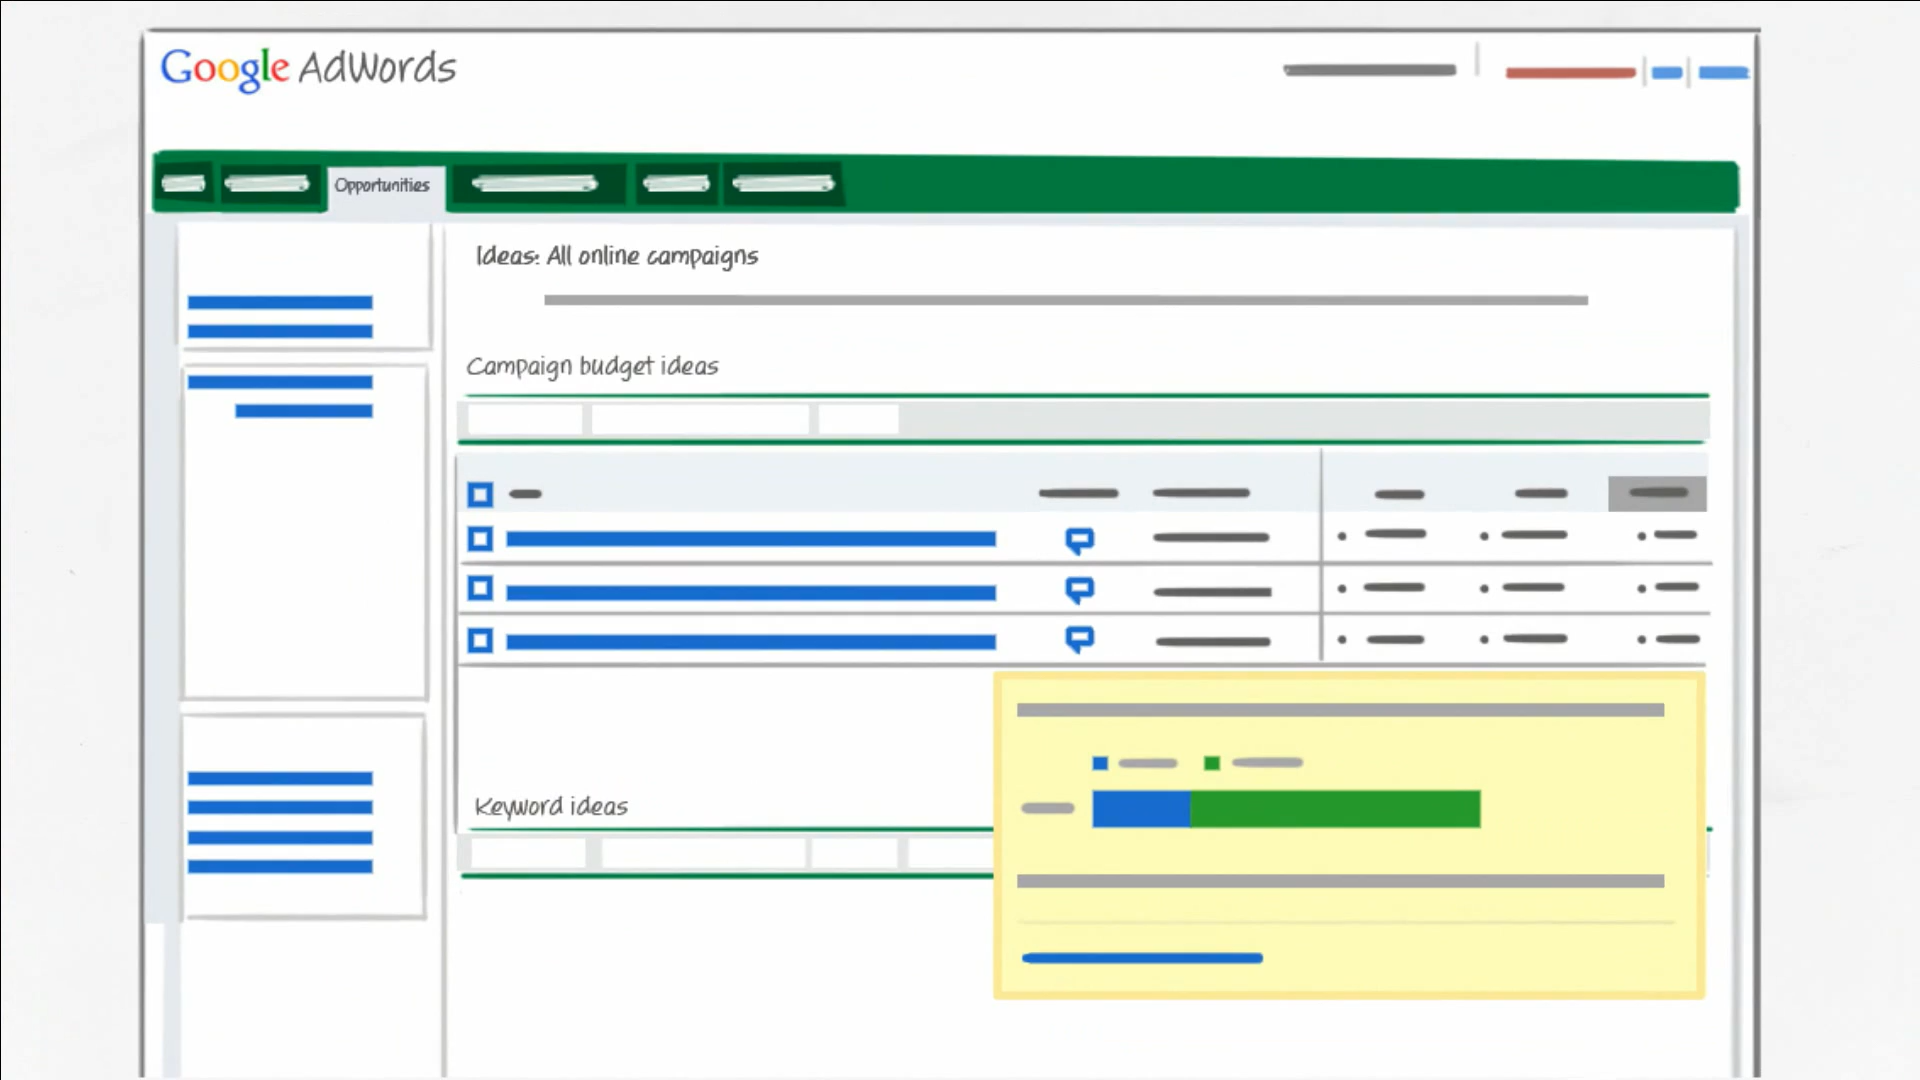 Google AdWords
Opportunities
Ideas: All online campaigns
Campaign budget ideas
Keyword ideas